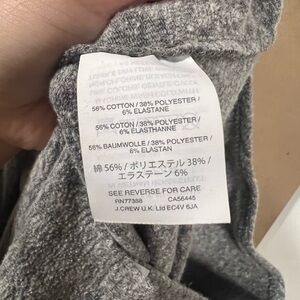 56% COTTON / 38% POLYESTER /
6% ELASTANE
56% COTON / 38% POLYESTER /
6% ELASTHANNE
56% BAUMWOLLE / 38% POLYESTER /
6% ELASTAN
綿 56% / ポリエステル 38% /
エラステーン 6%
SEE REVERSE FOR CARE
RN77388 CA56445
J.CREW U.K. Ltd EC4V 6JA